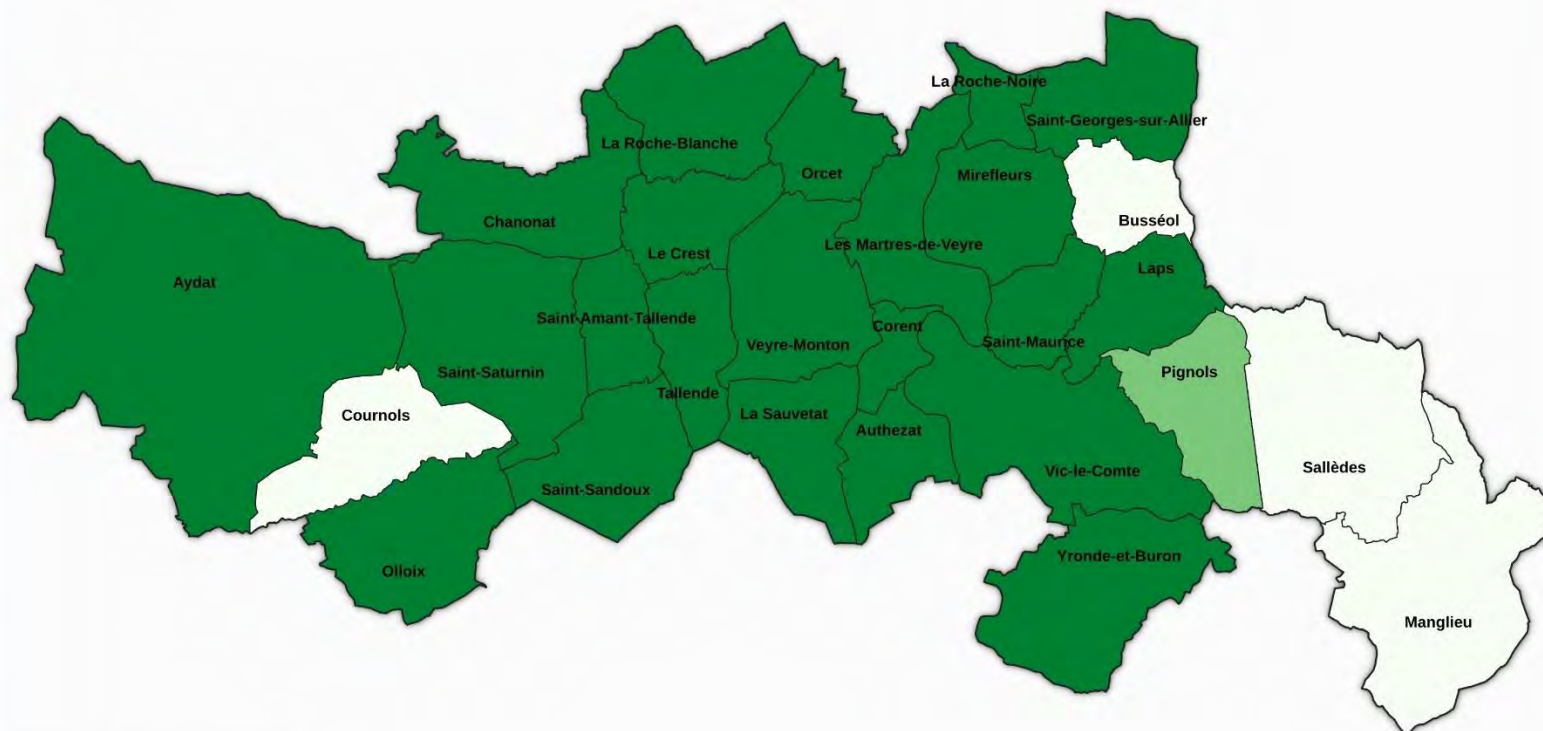 La Roche-Noire
Saint-Georges-sur-Allier
La Roche-Blanche
Orcet
Mirefleurs
Chanonat
Busséol
Le Crest
Les Martres-de-Veyre
Laps
Aydat
Saint-Amant-Tallende
Corent
Veyre-Monton
Saint-Maurice
Saint-Saturnin
Pignols
Tallende
Cournols
La Sauvetat
Authezat
Sallèdes
Vic-le-Comte
Saint-Sandoux
Yronde-et-Buron
Olloix
Manglieu